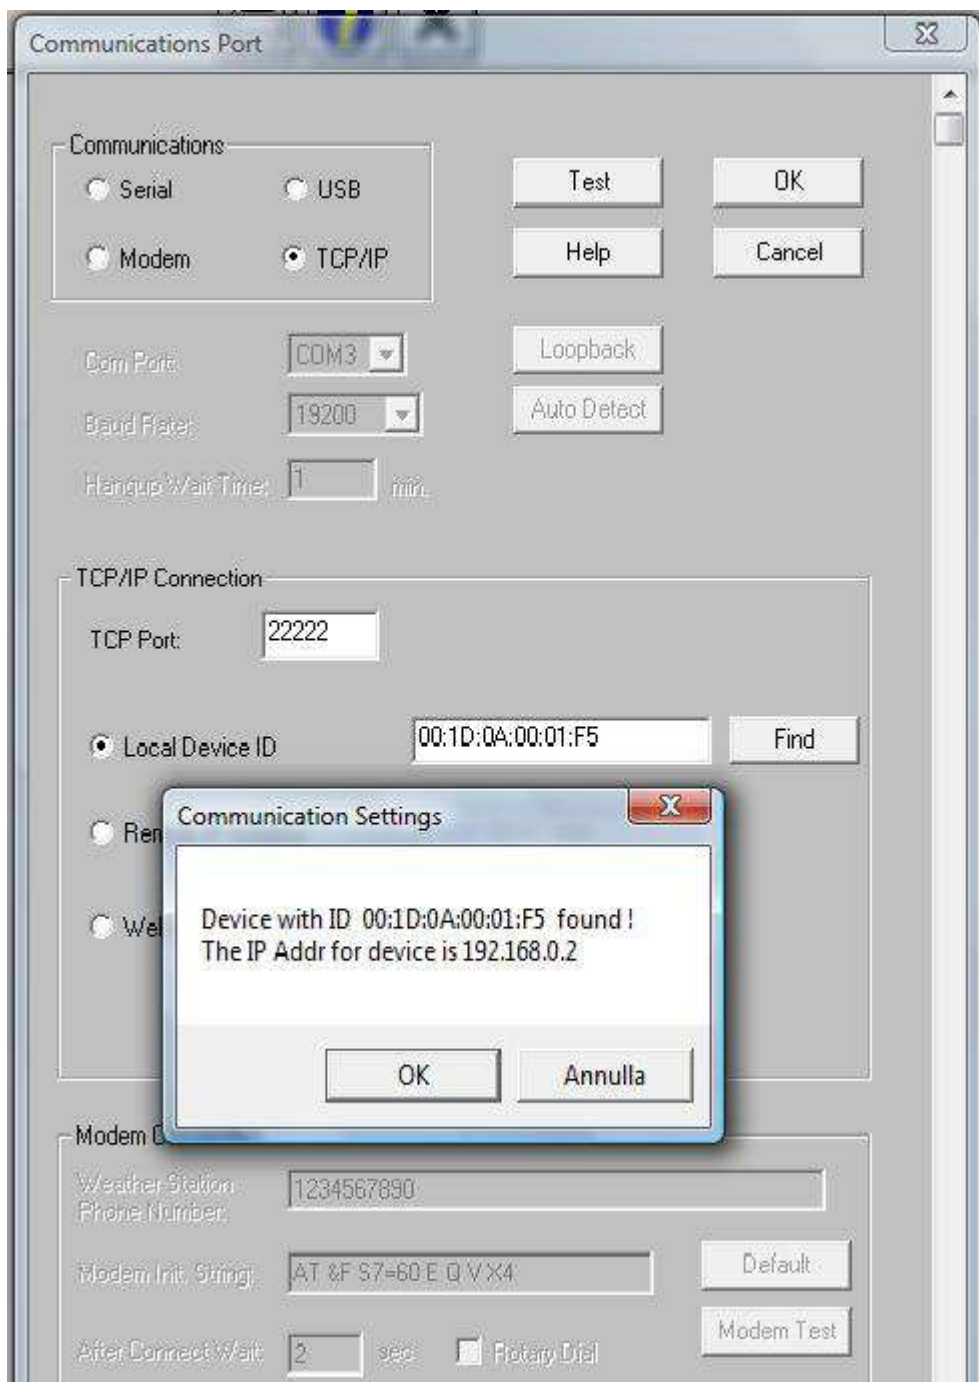 Communications Port
Communications
Serial
USB
Test
OK
Modem
TCP/IP
Help
Cancel
Com Port:
COM3
Loopback
Baud Rate:
19200
Auto Detect
Hangup Wait Time:
1
min.
TCP/IP Connection
TCP Port:
22222
Local Device ID
00:1D:0A:00:01:F5
Find
Communication Settings
Device with ID 00:1D:0A:00:01:F5 found !
The IP Addr for device is 192.168.0.2
OK
Annulla
Modem
Weather Station
Phone Number:
1234567890
Modem Init. String:
AT &F S7=60 E Q V X4
Default
Modem Test
After Connect Wait:
2
sec
Rotary Dial